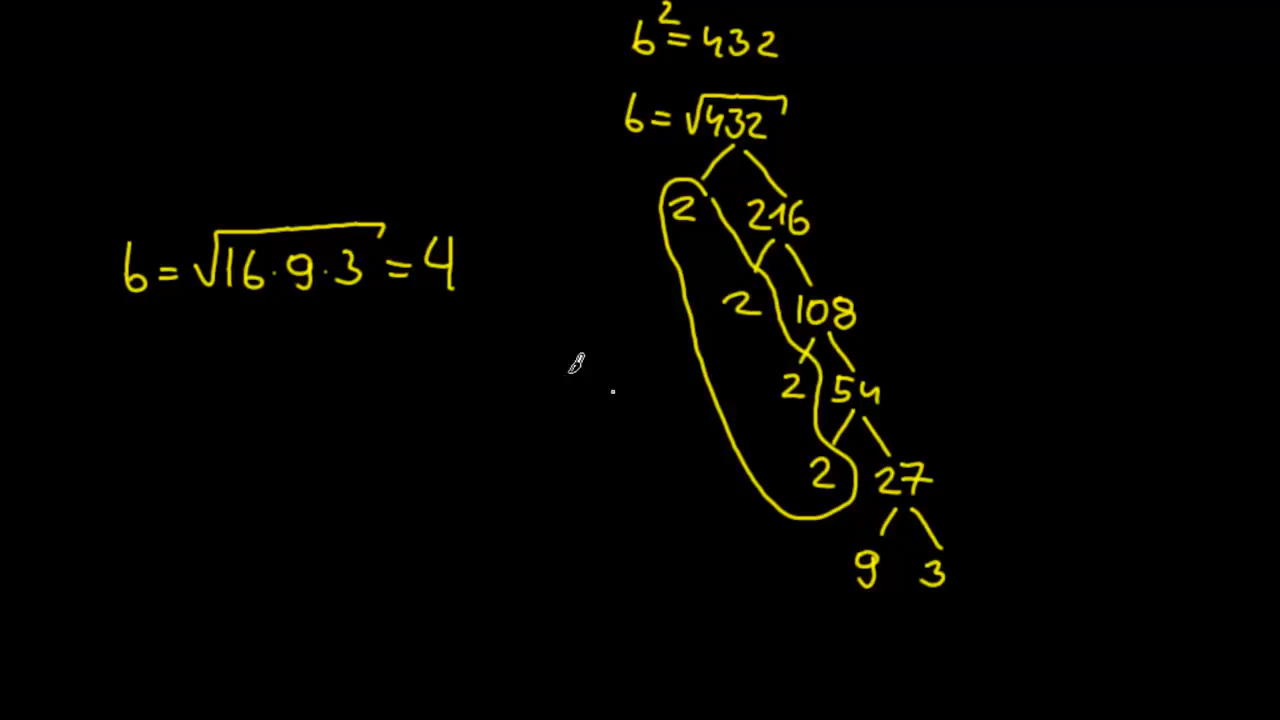 b² = 432
b = √432
2 216
b = √16·9·3 = 4
2 108
2 54
2 27
9 3